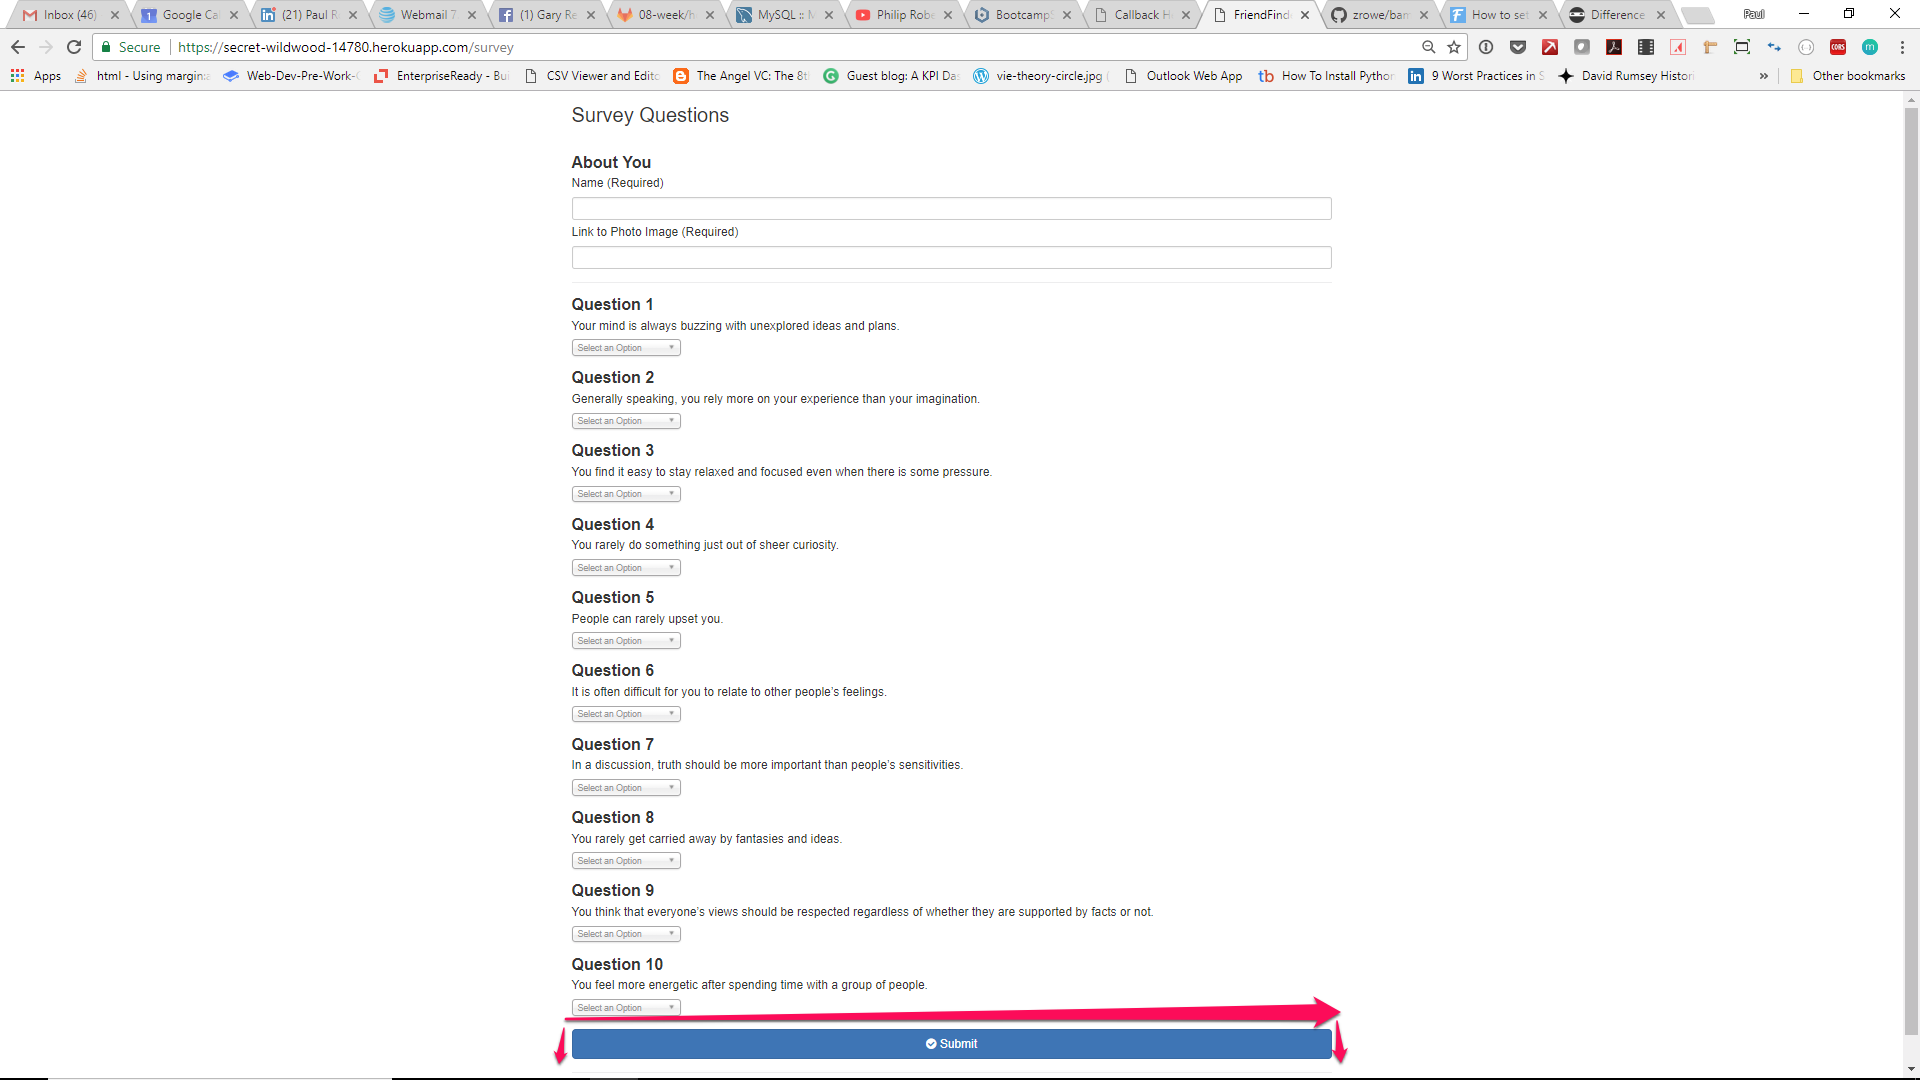 Inbox (46)
Google Cal
(21) Paul R
Webmail 7
(1) Gary Re
08-week/h
MySQL :: M
Philip Robe
BootcampS
Callback H
FriendFind
zrowe/bam
How to set
Difference
Paul
Secure
https://secret-wildwood-14780.herokuapp.com/survey
Apps
html - Using margin:
Web-Dev-Pre-Work-
EnterpriseReady - Bui
CSV Viewer and Edito
The Angel VC: The 8th
Guest blog: A KPI Das
vie-theory-circle.jpg (
Outlook Web App
How To Install Python
9 Worst Practices in S
David Rumsey Histori
»
Other bookmarks
Survey Questions
About You
Name (Required)
Link to Photo Image (Required)
Question 1
Your mind is always buzzing with unexplored ideas and plans.
Select an Option
Question 2
Generally speaking, you rely more on your experience than your imagination.
Select an Option
Question 3
You find it easy to stay relaxed and focused even when there is some pressure.
Select an Option
Question 4
You rarely do something just out of sheer curiosity.
Select an Option
Question 5
People can rarely upset you.
Select an Option
Question 6
It is often difficult for you to relate to other people’s feelings.
Select an Option
Question 7
In a discussion, truth should be more important than people’s sensitivities.
Select an Option
Question 8
You rarely get carried away by fantasies and ideas.
Select an Option
Question 9
You think that everyone’s views should be respected regardless of whether they are supported by facts or not.
Select an Option
Question 10
You feel more energetic after spending time with a group of people.
Select an Option
Submit